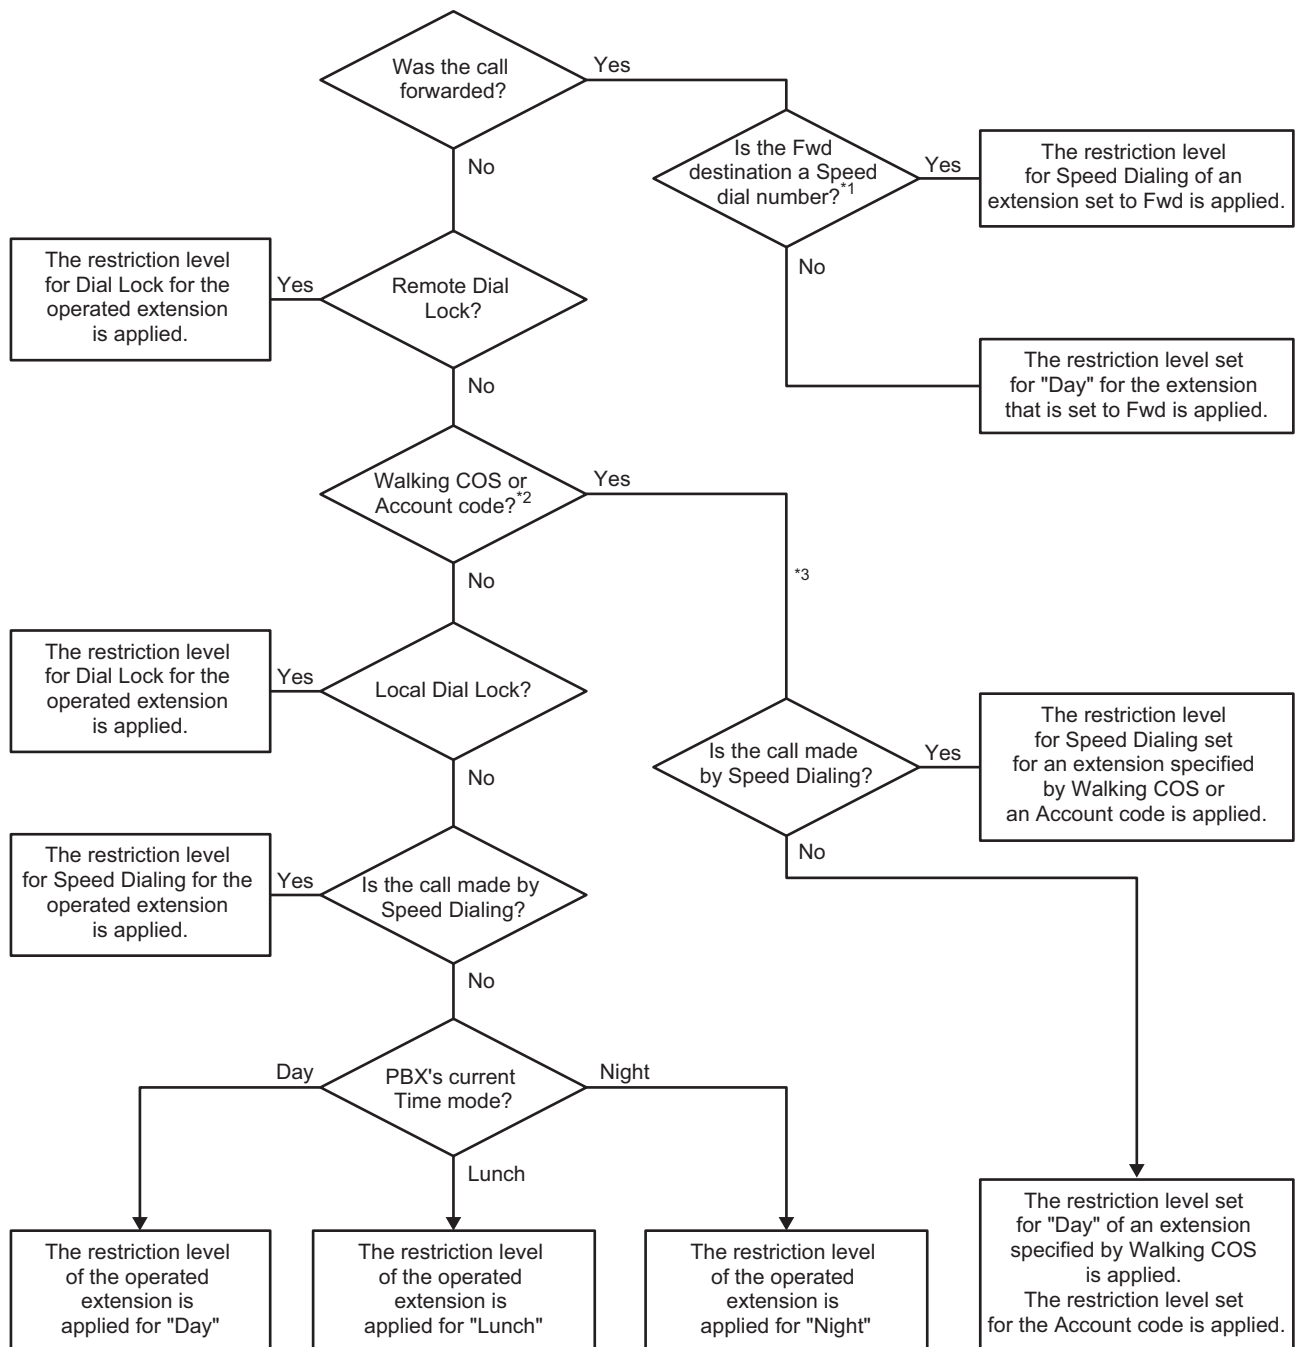 Was the call
forwarded?
Yes
No
Is the Fwd
destination a Speed
dial number?*1
Yes
No
The restriction level
for Speed Dialing of an
extension set to Fwd is applied.
The restriction level
for Dial Lock for the
operated extension
is applied.
Yes
Remote Dial
Lock?
No
The restriction level set
for "Day" for the extension
that is set to Fwd is applied.
Walking COS or
Account code?*2
Yes
No
*3
The restriction level
for Dial Lock for the
operated extension
is applied.
Yes
Local Dial Lock?
No
Is the call made
by Speed Dialing?
Yes
No
The restriction level
for Speed Dialing set
for an extension specified
by Walking COS or
an Account code is applied.
The restriction level
for Speed Dialing for the
operated extension
is applied.
Yes
Is the call made by
Speed Dialing?
No
Day
PBX's current
Time mode?
Night
Lunch
The restriction level
of the operated
extension is
applied for "Day"
The restriction level
of the operated
extension is
applied for "Lunch"
The restriction level
of the operated
extension is
applied for "Night"
The restriction level set
for "Day" of an extension
specified by Walking COS
is applied.
The restriction level set
for the Account code is applied.